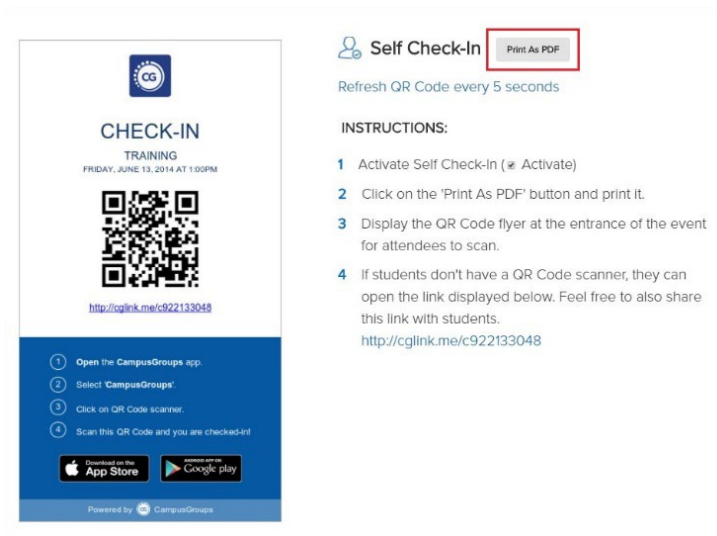 CG
CHECK-IN
TRAINING
FRIDAY, JUNE 13, 2014 AT 1:00PM
http://cglink.me/c922133048
1 Open the CampusGroups app.
2 Select 'CampusGroups'.
3 Click on QR Code scanner.
4 Scan this QR Code and you are checked-in!
Download on the
App Store
ANDROID APP ON
Google play
Powered by CG CampusGroups
Self Check-In Print As PDF
Refresh QR Code every 5 seconds
INSTRUCTIONS:
1 Activate Self Check-In (☑ Activate)
2 Click on the 'Print As PDF' button and print it.
3 Display the QR Code flyer at the entrance of the event
for attendees to scan.
4 If students don't have a QR Code scanner, they can
open the link displayed below. Feel free to also share
this link with students.
http://cglink.me/c922133048